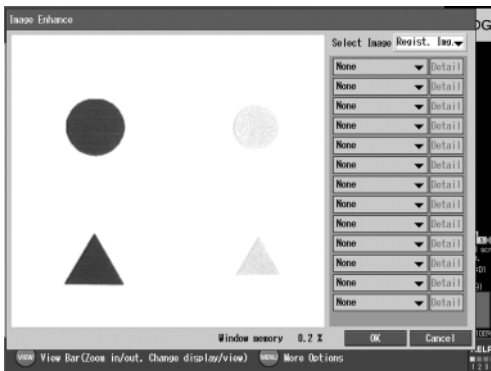 Image Enhance
Select Image Regist. Img.
None Detail
None Detail
None Detail
None Detail
None Detail
None Detail
None Detail
None Detail
None Detail
None Detail
None Detail
None Detail
None Detail
Window memory 0.2 %
OK Cancel
VIEW View Bar(Zoom in/out, Change display/view) MENU More Options